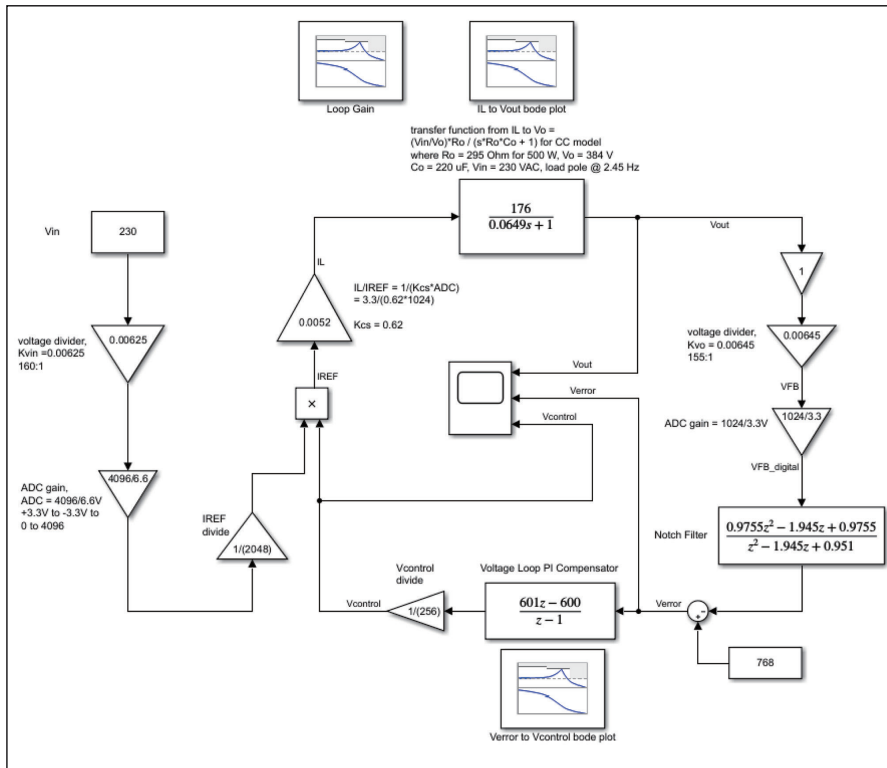 Loop Gain
IL to Vout bode plot
transfer function from IL to Vo =
(Vin/Vo)*Ro / (s*Ro*Co + 1) for CC model
where Ro = 295 Ohm for 500 W, Vo = 384 V
Co = 220 uF, Vin = 230 VAC, load pole @ 2.45 Hz
176
0.0649s + 1
Vin
230
Vout
1
IL
IL/IREF = 1/(Kcs*ADC)
= 3.3/(0.62*1024)
Kcs = 0.62
0.0052
voltage divider,
Kvin =0.00625
160:1
0.00625
voltage divider,
Kvo = 0.00645
155:1
0.00645
VFB
IREF
×
Vout
Verror
Vcontrol
ADC gain = 1024/3.3V
1024/3.3
VFB_digital
ADC gain,
ADC = 4096/6.6V
+3.3V to -3.3V to
0 to 4096
4096/6.6
IREF
divide
1/(2048)
Notch Filter
0.9755z² − 1.945z + 0.9755
z² − 1.945z + 0.951
Vcontrol
divide
Vcontrol
1/(256)
Voltage Loop PI Compensator
601z − 600
z − 1
Verror
−
+
768
Verror to Vcontrol bode plot